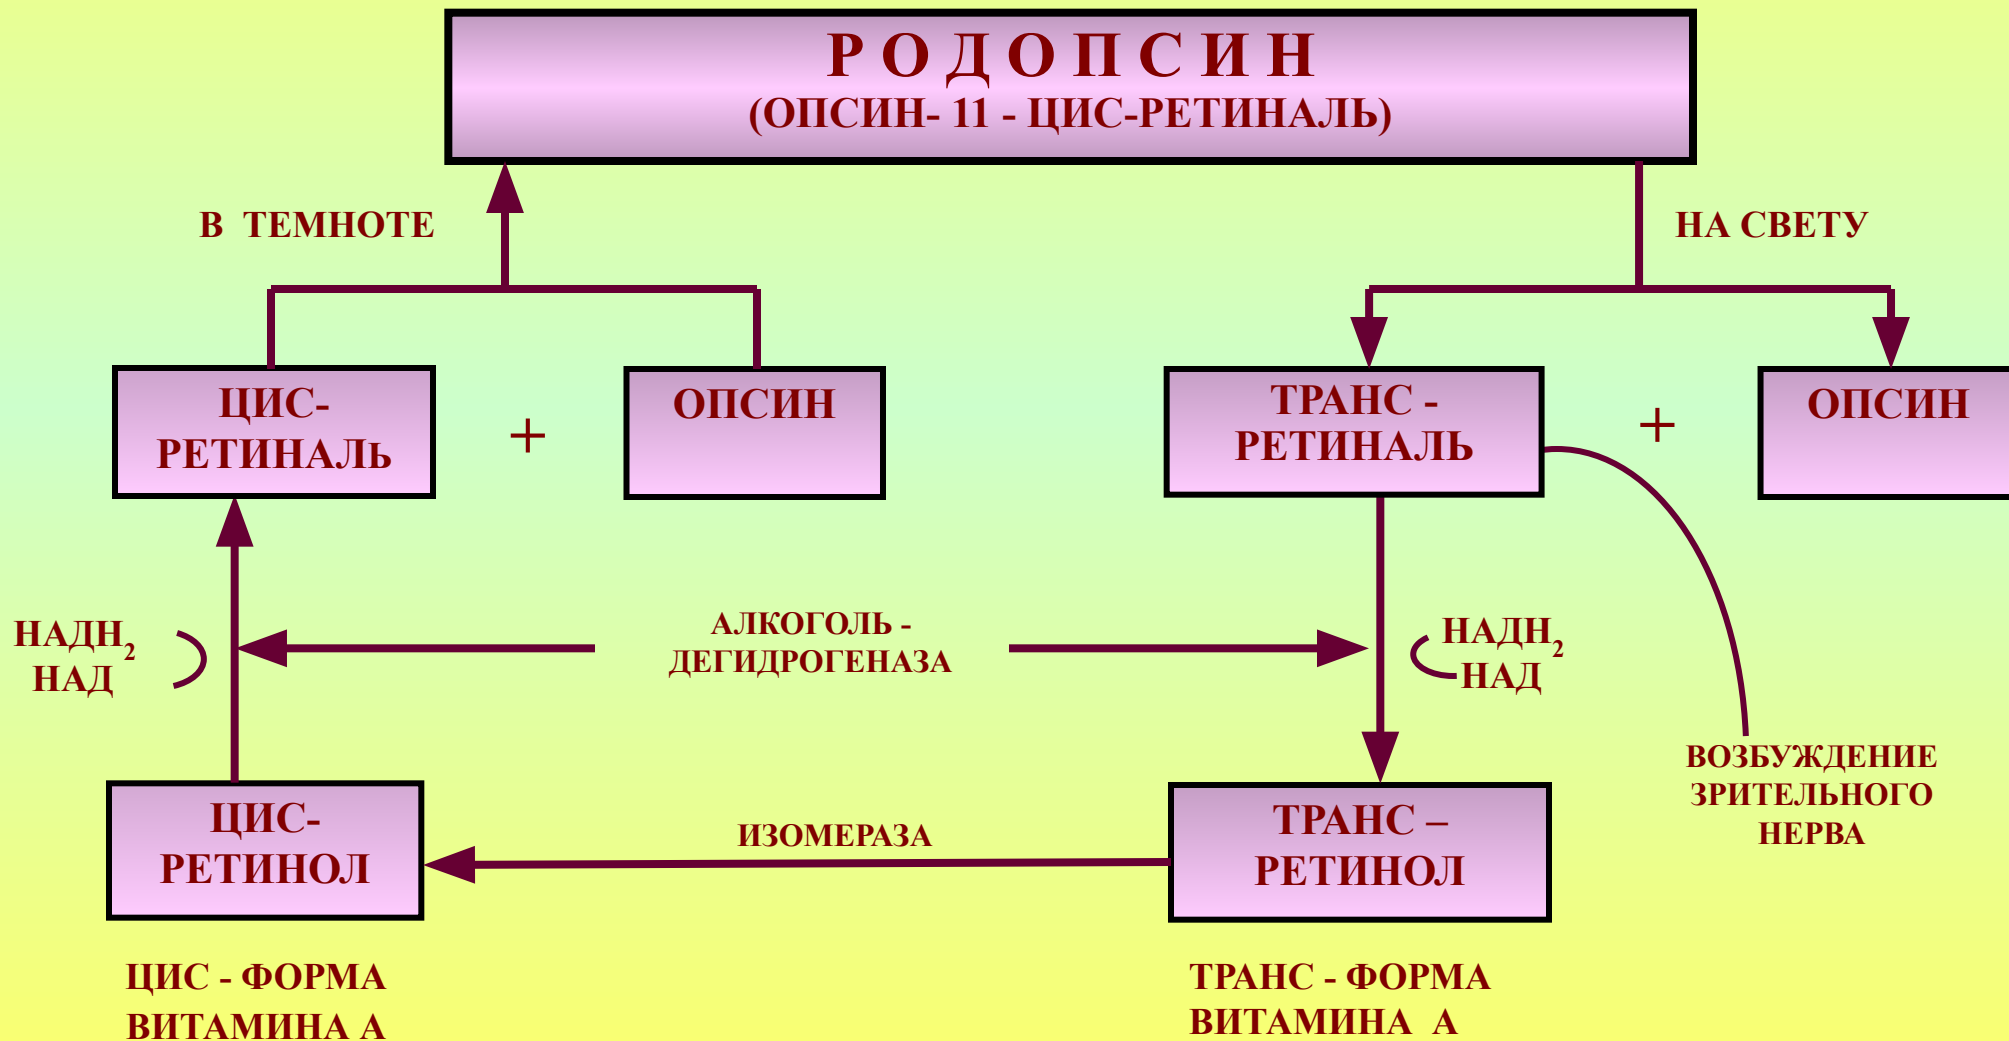 Р О Д О П С И Н
(ОПСИН- 11 - ЦИС-РЕТИНАЛЬ)
В ТЕМНОТЕ
НА СВЕТУ
ЦИС-
РЕТИНАЛЬ
+
ОПСИН
ТРАНС -
РЕТИНАЛЬ
+
ОПСИН
НАДН2
НАД
АЛКОГОЛЬ -
ДЕГИДРОГЕНАЗА
НАДН2
НАД
ВОЗБУЖДЕНИЕ
ЗРИТЕЛЬНОГО
НЕРВА
ЦИС-
РЕТИНОЛ
ИЗОМЕРАЗА
ТРАНС –
РЕТИНОЛ
ЦИС - ФОРМА
ВИТАМИНА А
ТРАНС - ФОРМА
ВИТАМИНА А